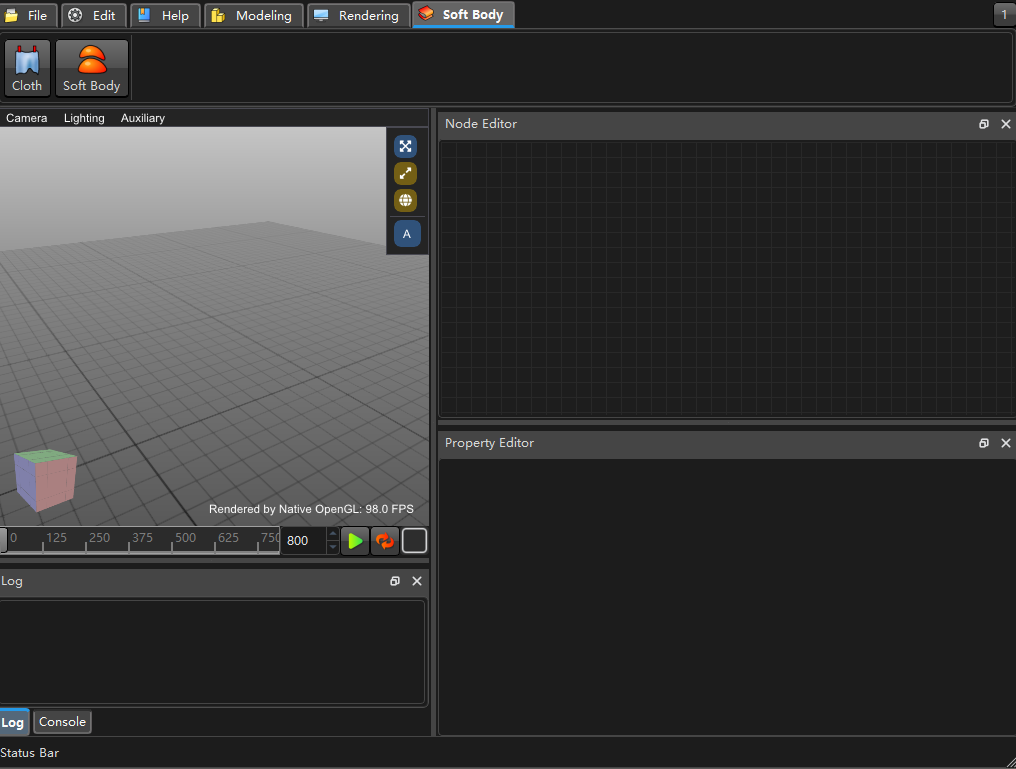 File Edit Help Modeling Rendering Soft Body 1
Cloth Soft Body
Camera Lighting Auxiliary
Node Editor
A
Rendered by Native OpenGL: 98.0 FPS
Property Editor
0 125 250 375 500 625 750 800
Log
Log Console
Status Bar